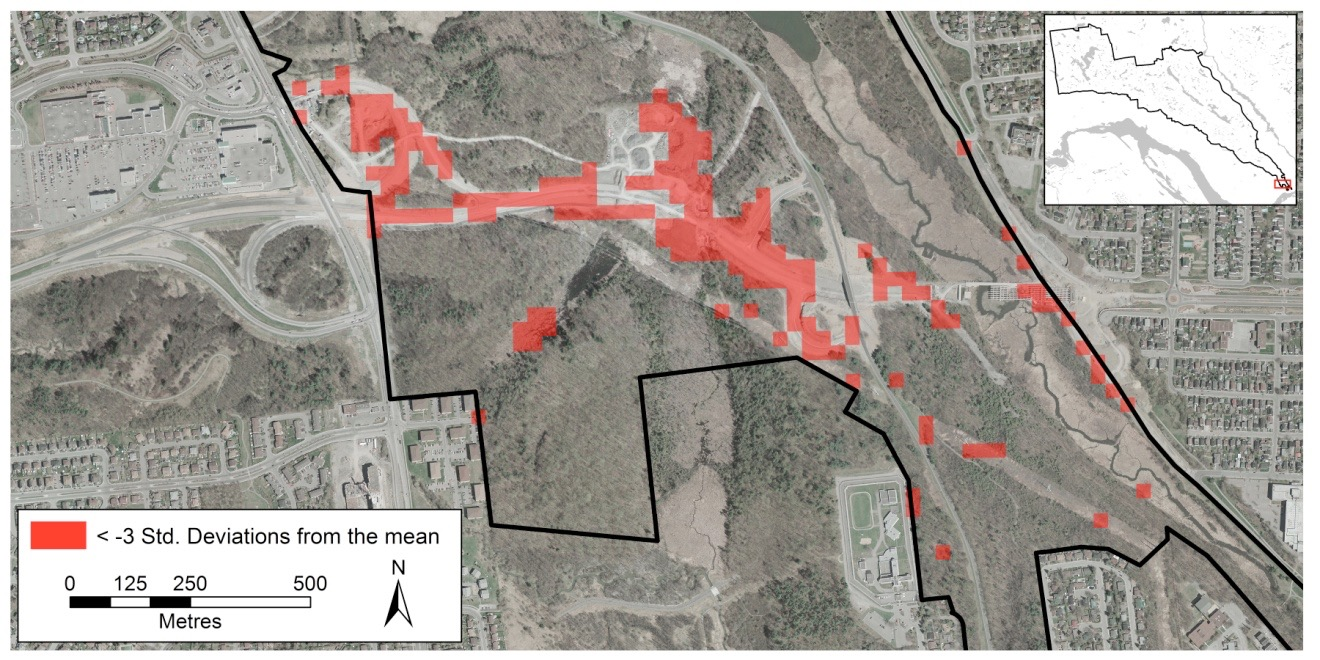 < -3 Std. Deviations from the mean
0 125 250 500
Metres
N